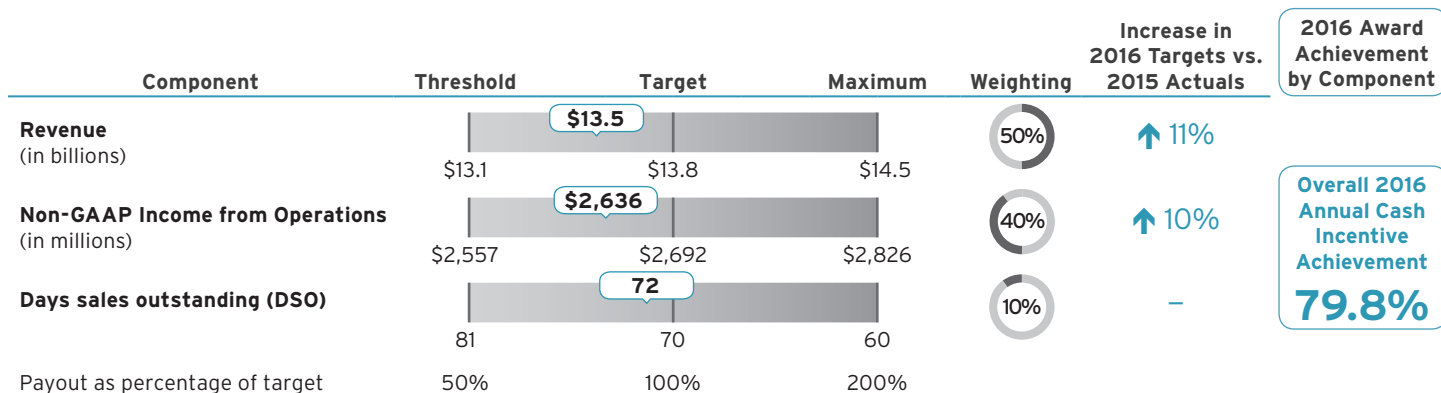 Component
Threshold
Target
Maximum
Weighting
Increase in
2016 Targets vs.
2015 Actuals
2016 Award
Achievement
by Component
Revenue
(in billions)
$13.5
$13.1
$13.8
$14.5
50%
11%
Non-GAAP Income from Operations
(in millions)
$2,636
$2,557
$2,692
$2,826
40%
10%
Days sales outstanding (DSO)
72
81
70
60
10%
–
Overall 2016
Annual Cash
Incentive
Achievement
79.8%
Payout as percentage of target
50%
100%
200%